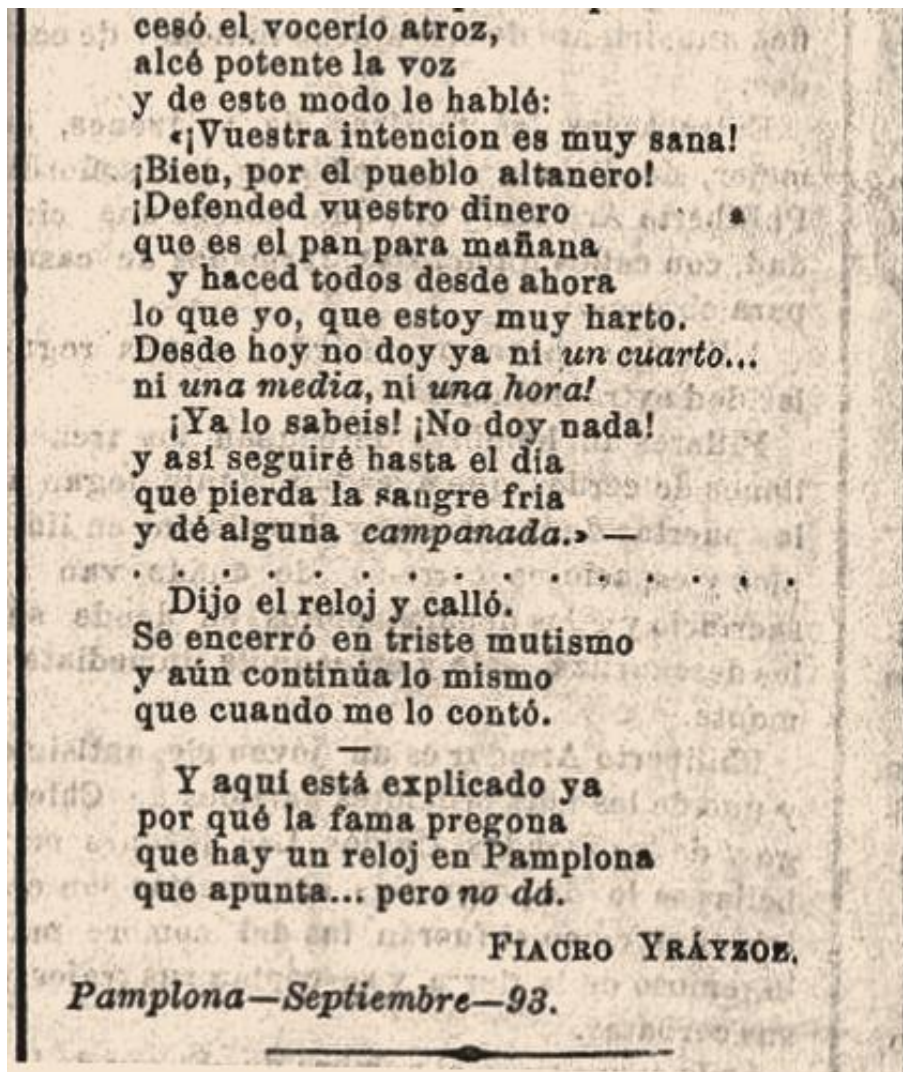 cesó el vocerío atroz,
alcé potente la voz
y de este modo le hablé:
«¡Vuestra intencion es muy sana!
¡Bien, por el pueblo altanero!
¡Defended vuestro dinero
que es el pan para mañana
y haced todos desde ahora
lo que yo, que estoy muy harto.
Desde hoy no doy ya ni un cuarto...
ni una media, ni una hora!
¡Ya lo sabeis! ¡No doy nada!
y así seguiré hasta el día
que pierda la sangre fria
y dé alguna campanada.» —
. . . . . . . . . . . . . . .
Dijo el reloj y calló.
Se encerró en triste mutismo
y aún continúa lo mismo
que cuando me lo contó.
—
Y aquí está explicado ya
por qué la fama pregona
que hay un reloj en Pamplona
que apunta... pero no dá.
FIACRO YRÁYZOZ.
Pamplona—Septiembre—93.